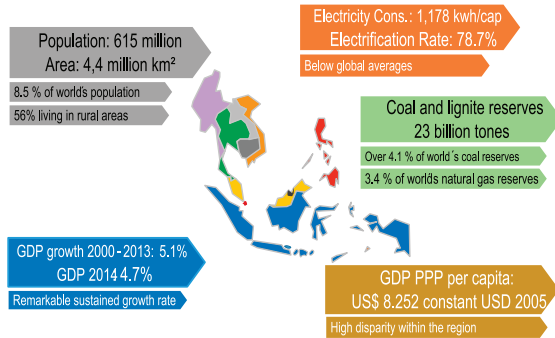 Population: 615 million
Area: 4,4 million km²
8.5 % of world's population
56% living in rural areas
Electricity Cons.: 1,178 kwh/cap
Electrification Rate: 78.7%
Below global averages
Coal and lignite reserves
23 billion tones
Over 4.1 % of world´s coal reserves
3.4 % of worlds natural gas reserves
GDP growth 2000-2013: 5.1%
GDP 2014 4.7%
Remarkable sustained growth rate
GDP PPP per capita:
US$ 8.252 constant USD 2005
High disparity within the region